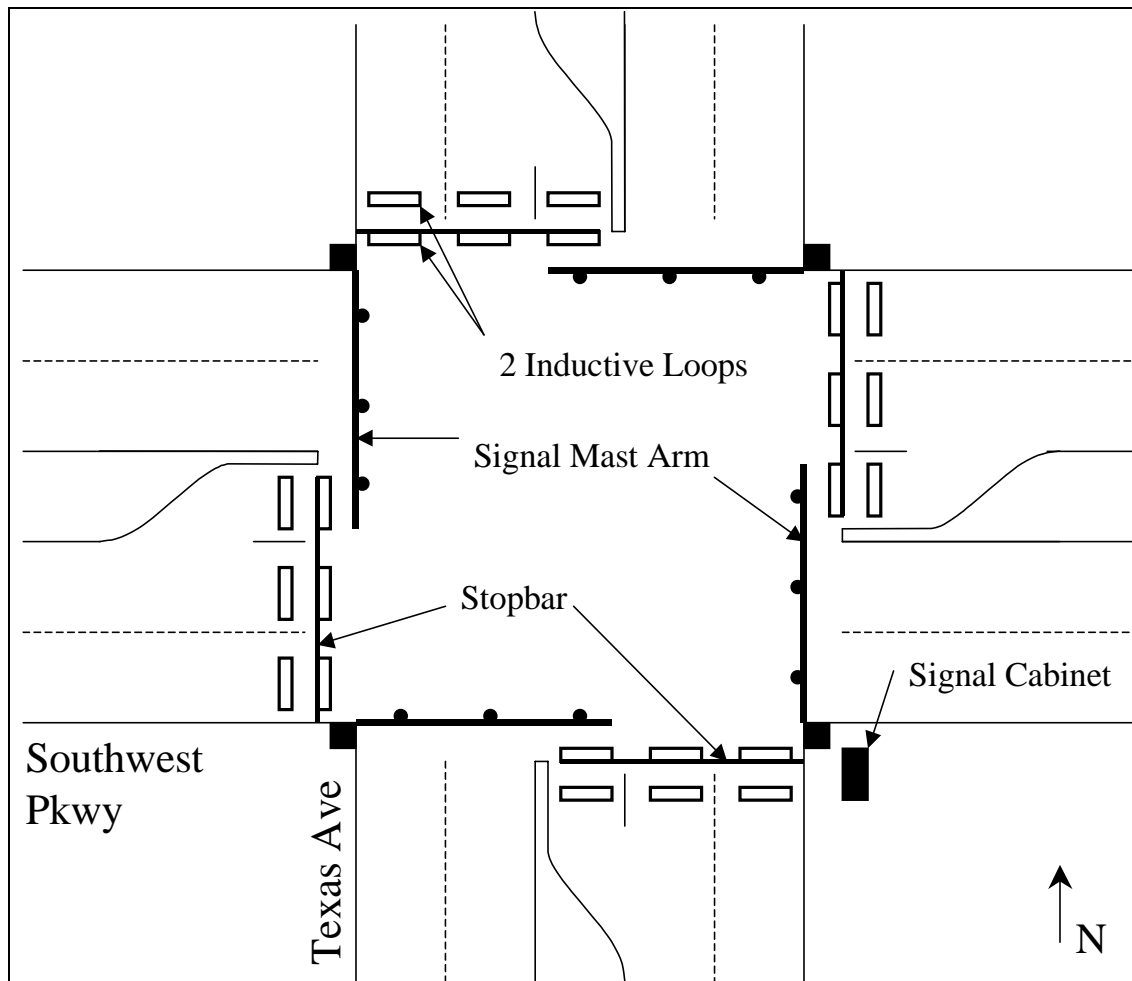 2 Inductive Loops
Signal Mast Arm
Stopbar
Signal Cabinet
Southwest
Pkwy
Texas Ave
N